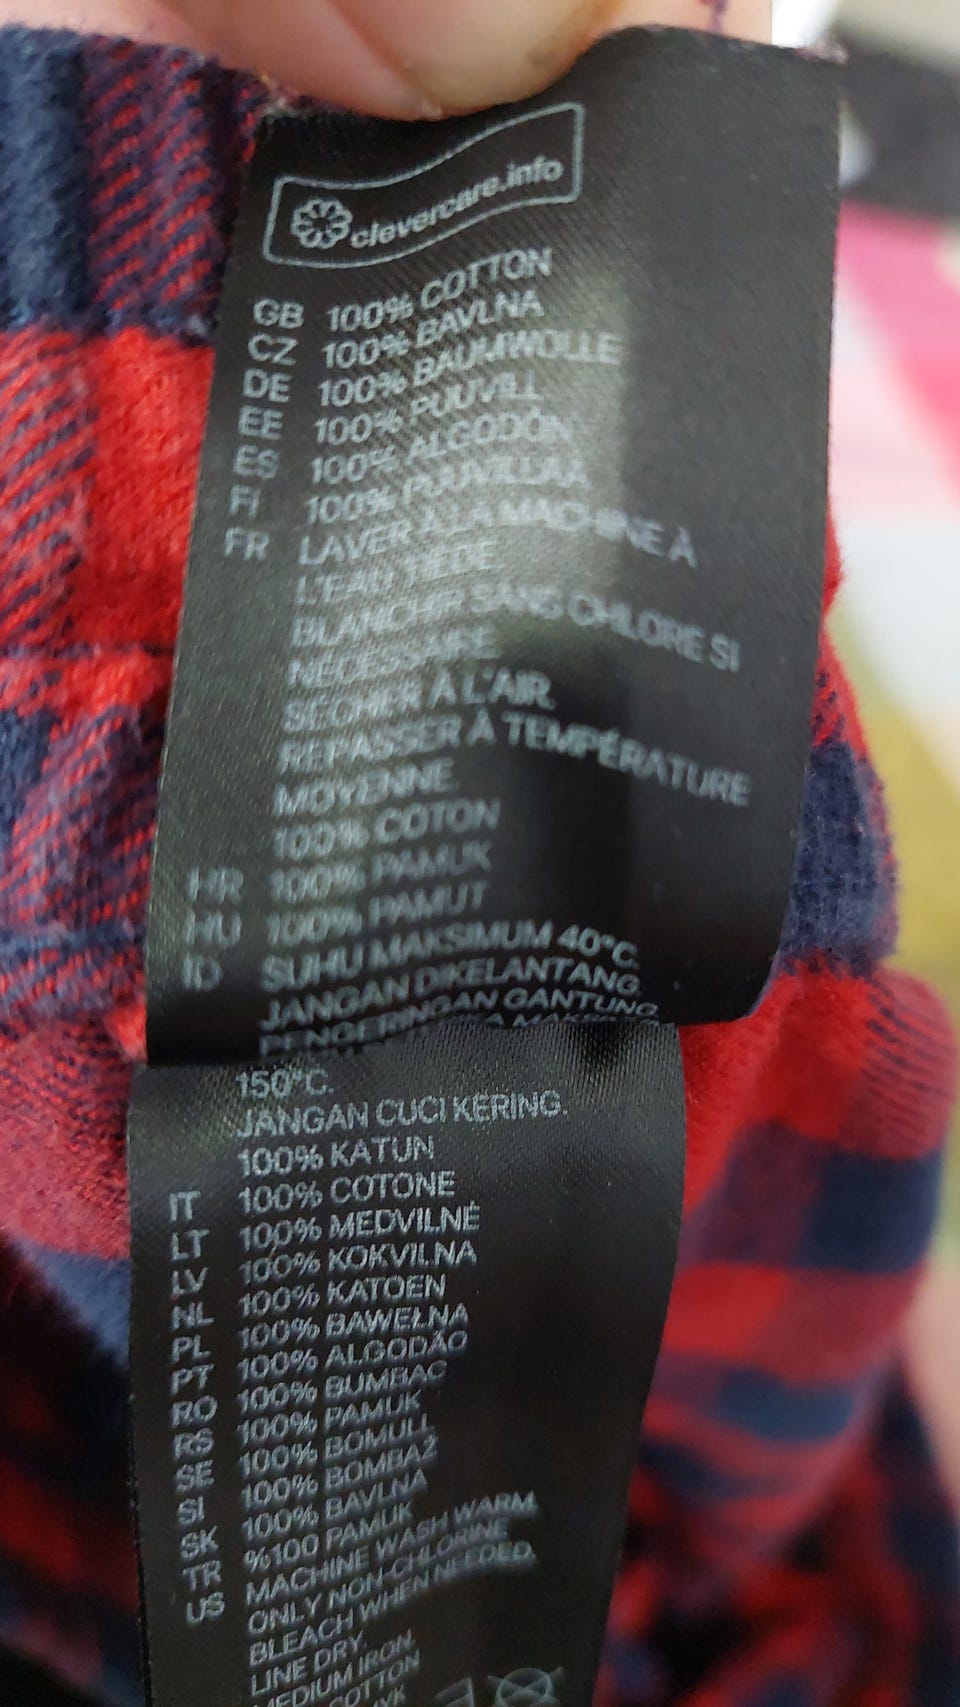 clevercare.info
GB 100% COTTON
CZ 100% BAVLNA
DE 100% BAUMWOLLE
EE 100% PUUVILL
ES 100% ALGODÓN
FI 100% PUUVILLAA
FR LAVER À LA MACHINE À
L'EAU TIÈDE
BLANCHIR SANS CHLORE SI
NÉCESSAIRE
SÉCHER À L'AIR.
REPASSER À TEMPÉRATURE
MOYENNE
100% COTON
HR 100% PAMUK
HU 100% PAMUT
ID SUHU MAKSIMUM 40°C.
JANGAN DIKELANTANG.
PENGERINGAN GANTUNG.
150°C.
JANGAN CUCI KERING.
100% KATUN
IT 100% COTONE
LT 100% MEDVILNĖ
LV 100% KOKVILNA
NL 100% KATOEN
PL 100% BAWEŁNA
PT 100% ALGODÃO
RO 100% BUMBAC
RS 100% PAMUK
SE 100% BOMULL
SI 100% BOMBAŽ
SK 100% BAVLNA
TR %100 PAMUK
US MACHINE WASH WARM
ONLY NON-CHLORINE
BLEACH WHEN NEEDED.
LINE DRY.
MEDIUM IRON.
COTTON